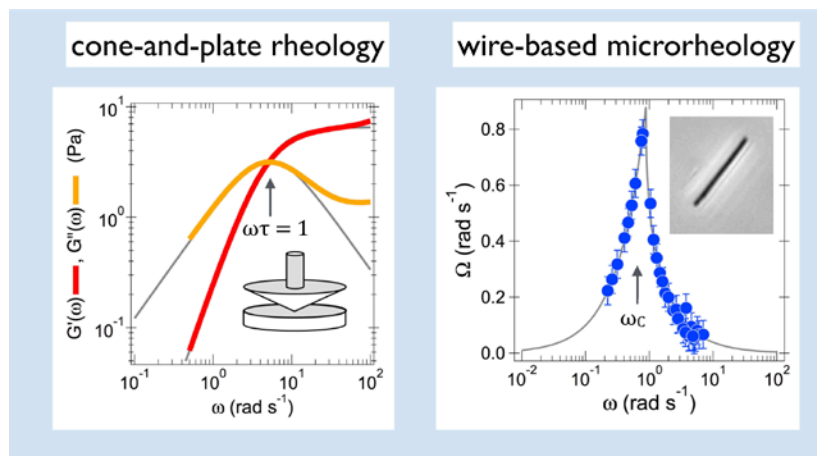 cone-and-plate rheology
wire-based microrheology
G'(ω) , G"(ω) (Pa)
10¹
10⁰
10⁻¹
ωτ = 1
10⁻¹ 10⁰ 10¹ 10²
ω (rad s⁻¹)
Ω (rad s⁻¹)
0.8
0.6
0.4
0.2
0.0
ω_C
10⁻² 10⁻¹ 10⁰ 10¹ 10²
ω (rad s⁻¹)